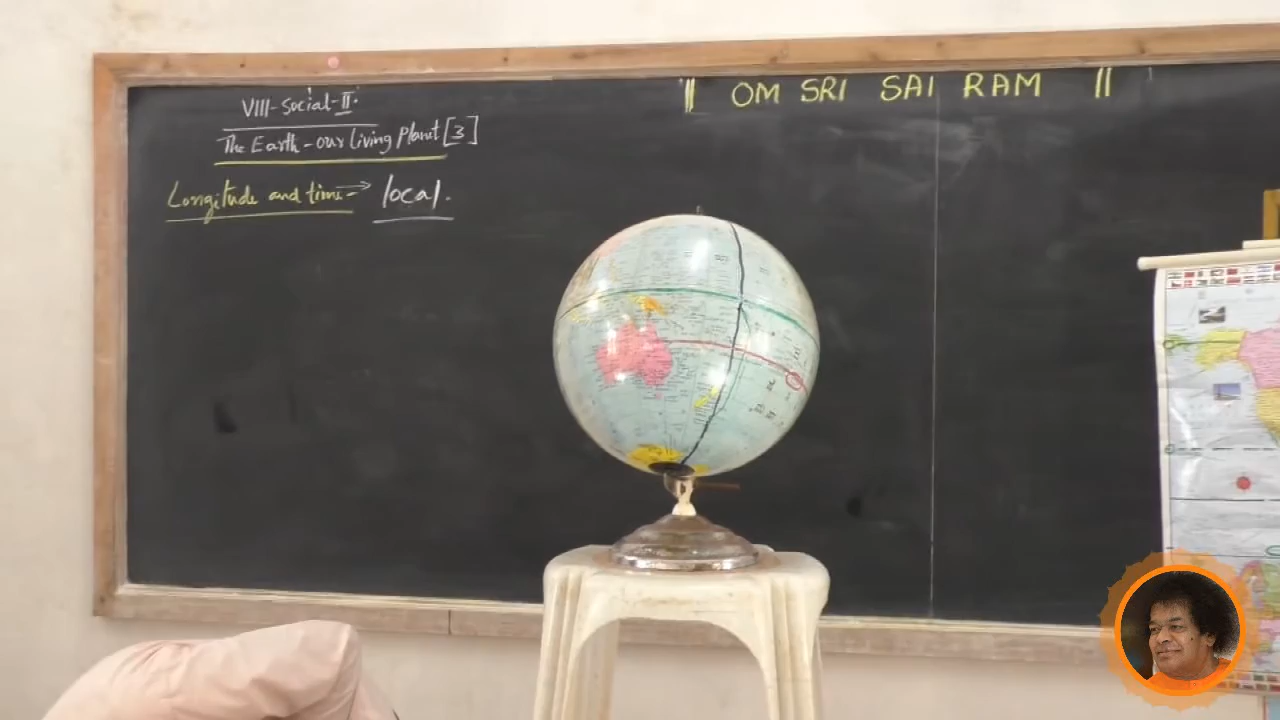 VIII-Social-II.
The Earth - our Living Planet [3]
Longitude and time → local.
|| OM SRI SAI RAM ||